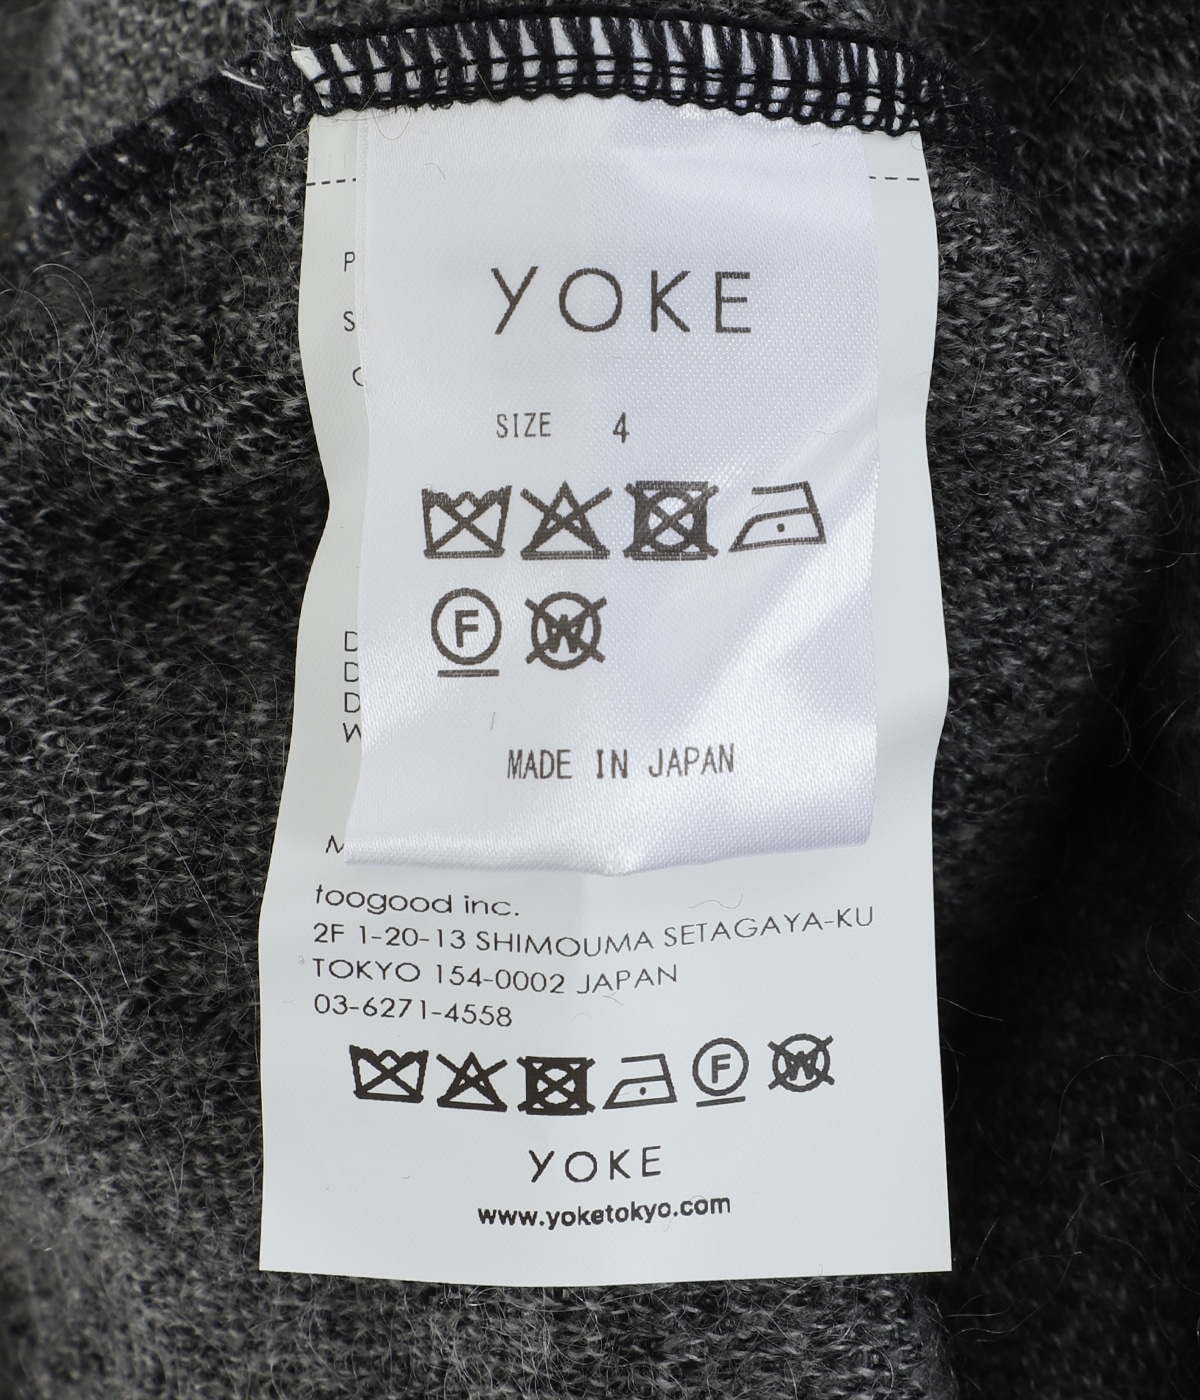 YOKE
SIZE 4
F W
MADE IN JAPAN
toogood inc.
2F 1-20-13 SHIMOUMA SETAGAYA-KU
TOKYO 154-0002 JAPAN
03-6271-4558
F W
YOKE
www.yoketokyo.com